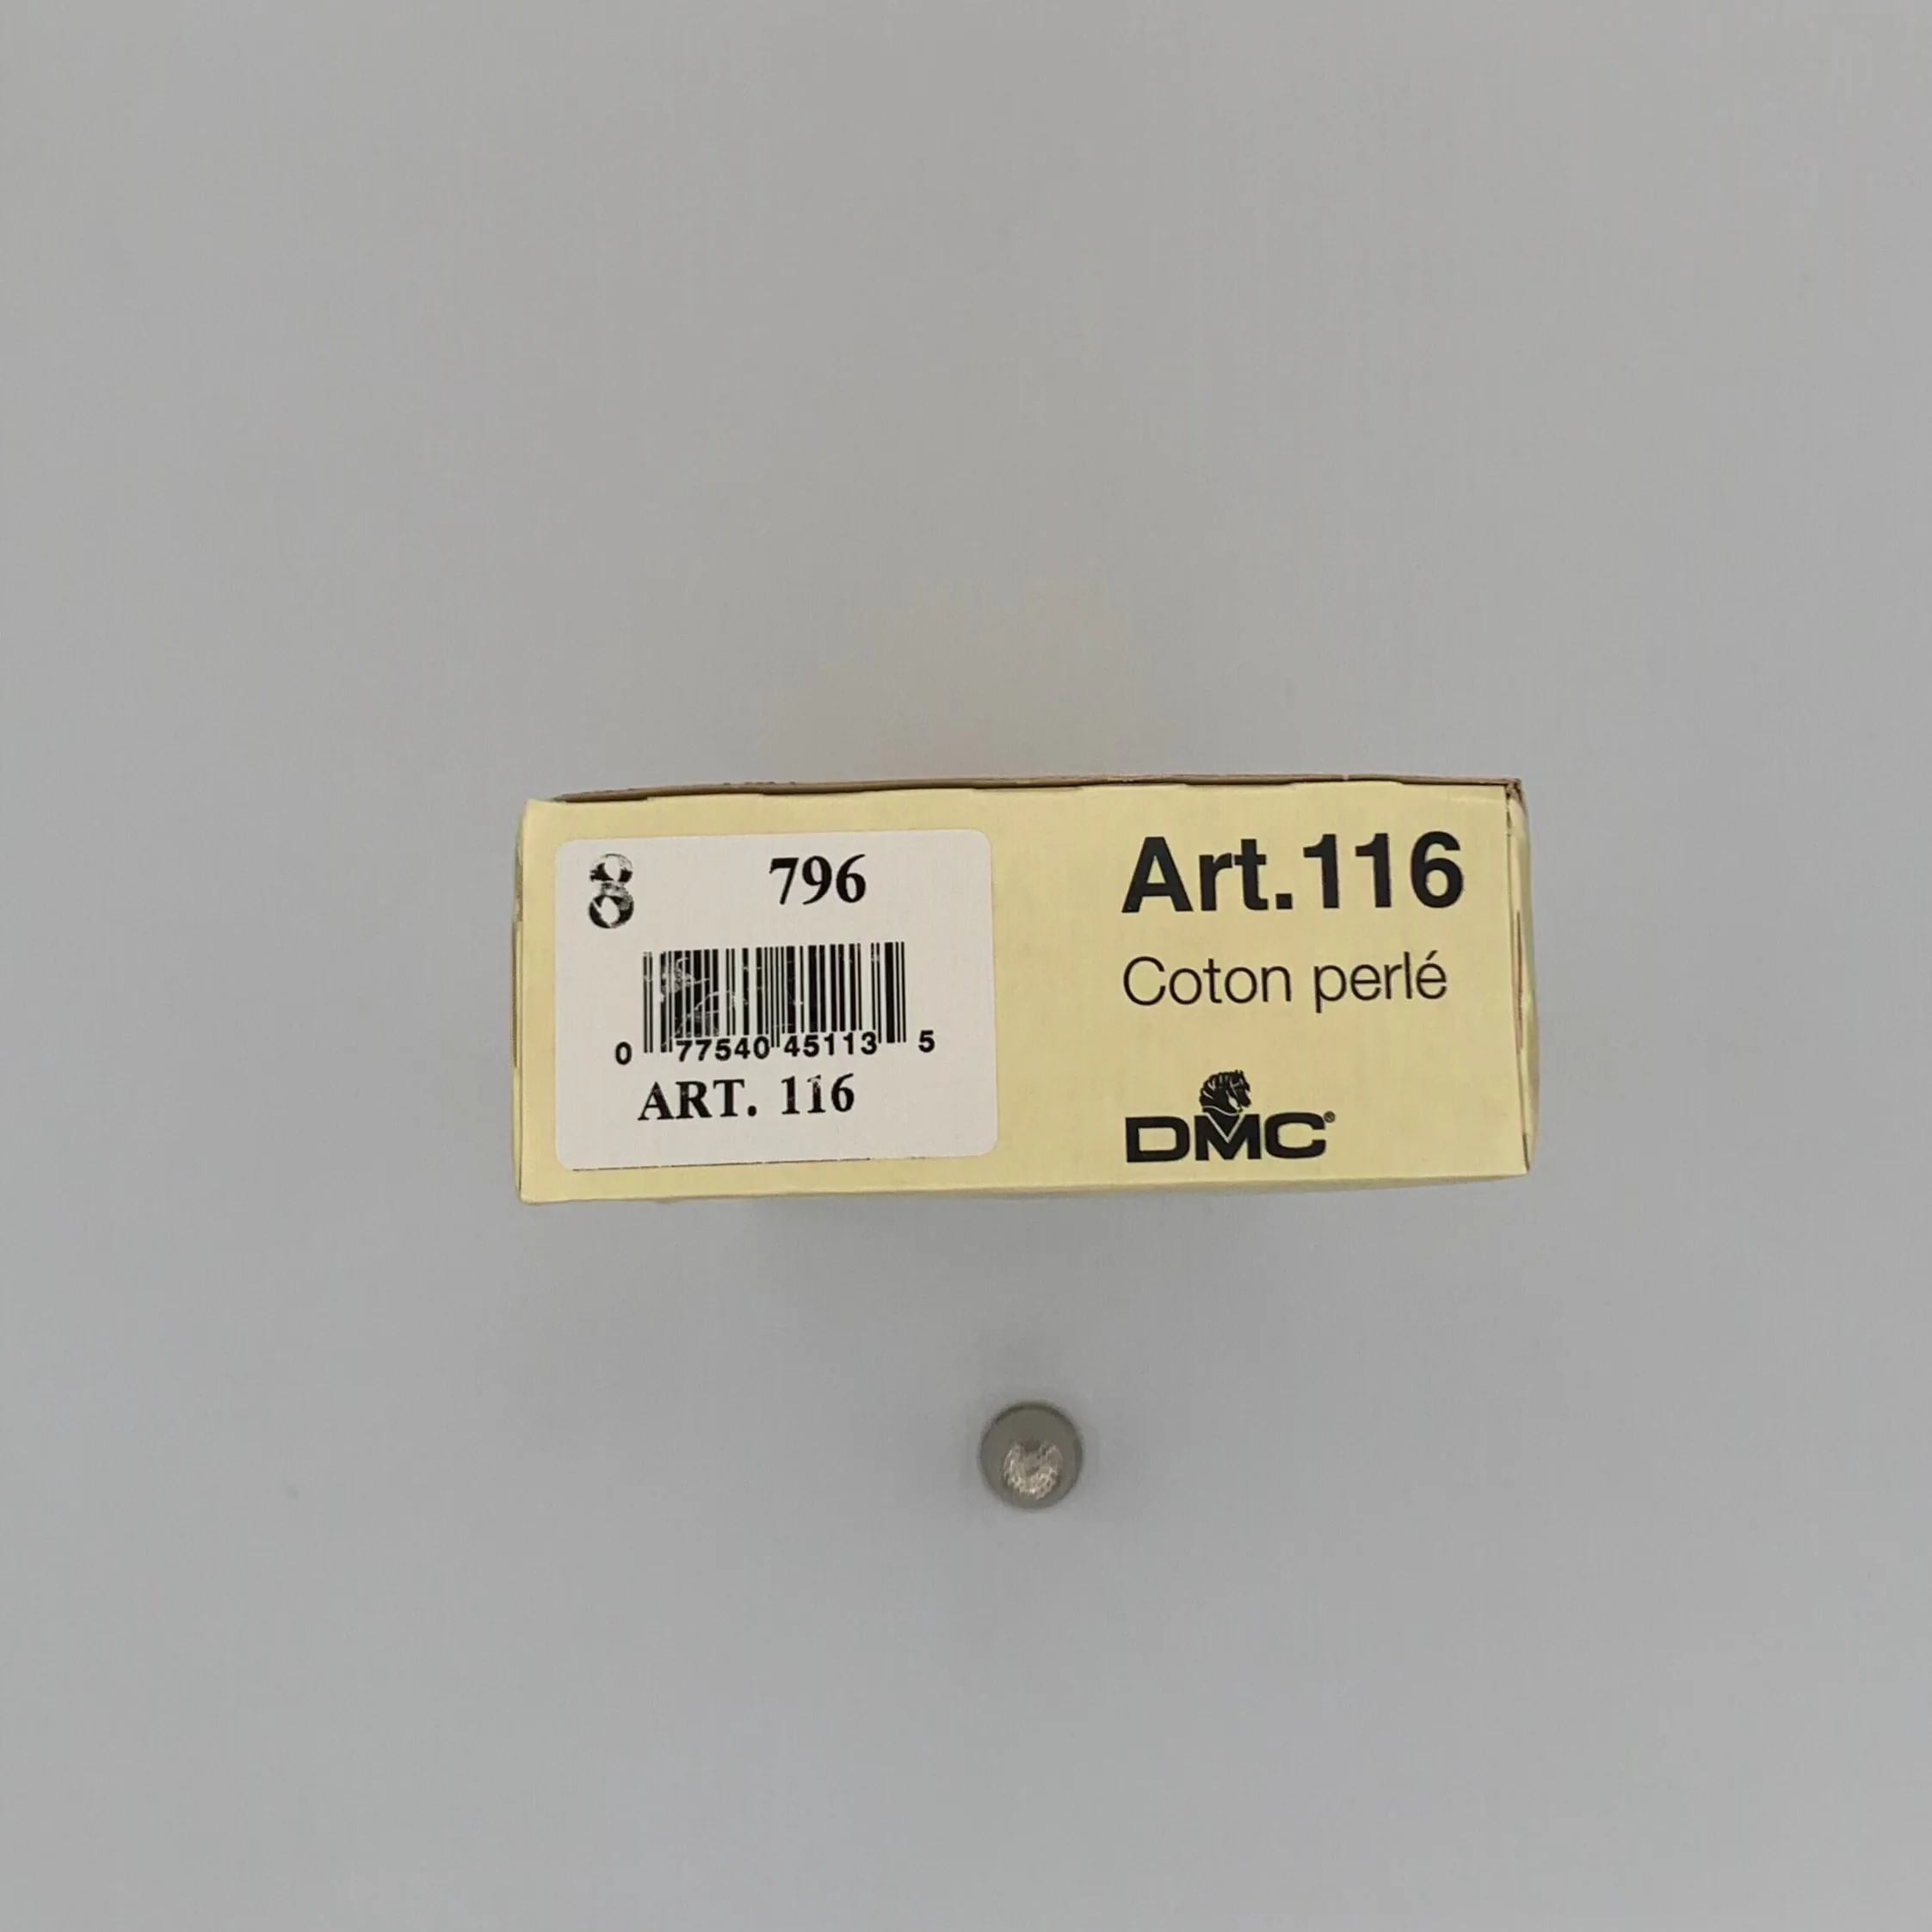 8 796
0 77540 45113 5
ART. 116
Art.116
Coton perlé
DMC®